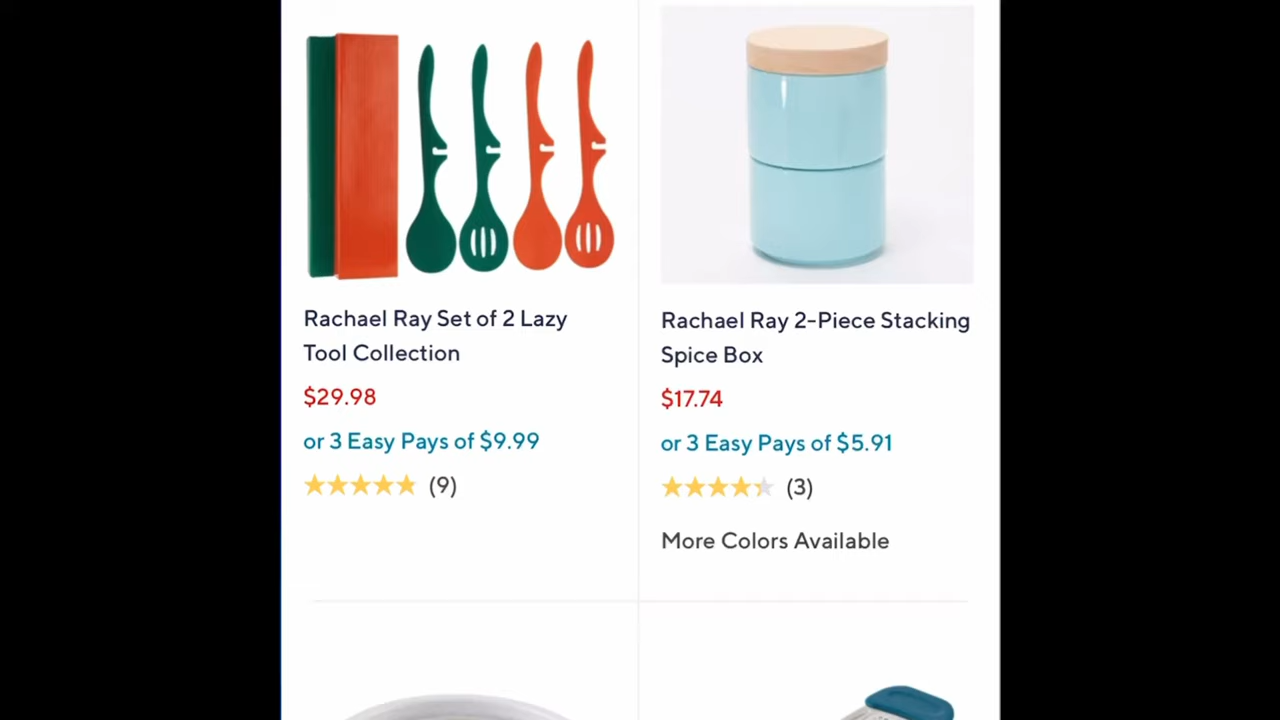 Rachael Ray Set of 2 Lazy
Tool Collection
$29.98
or 3 Easy Pays of $9.99
(9)
Rachael Ray 2-Piece Stacking
Spice Box
$17.74
or 3 Easy Pays of $5.91
(3)
More Colors Available